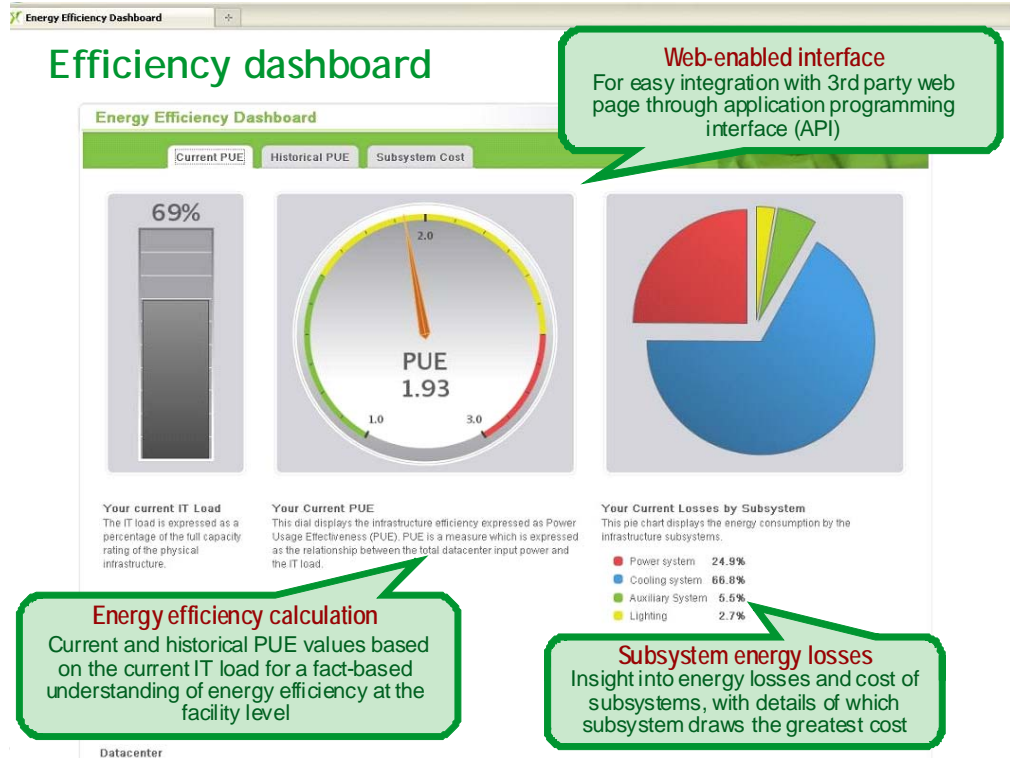 Energy Efficiency Dashboard
Efficiency dashboard
Web-enabled interface
For easy integration with 3rd party web
page through application programming
interface (API)
Energy Efficiency Dashboard
Current PUE
Historical PUE
Subsystem Cost
69%
2.0
PUE
1.93
1.0
3.0
Your current IT Load
The IT load is expressed as a
percentage of the full capacity
rating of the physical
infrastructure.
Your Current PUE
This dial displays the infrastructure efficiency expressed as Power
Usage Effectiveness (PUE). PUE is a measure which is expressed
as the relationship between the total datacenter input power and
the IT load.
Your Current Losses by Subsystem
This pie chart displays the energy consumption by the
infrastructure subsystems.
Power system 24.9%
Cooling system 66.8%
Auxiliary System 5.5%
Lighting 2.7%
Energy efficiency calculation
Current and historical PUE values based
on the current IT load for a fact-based
understanding of energy efficiency at the
facility level
Subsystem energy losses
Insight into energy losses and cost of
subsystems, with details of which
subsystem draws the greatest cost
Datacenter